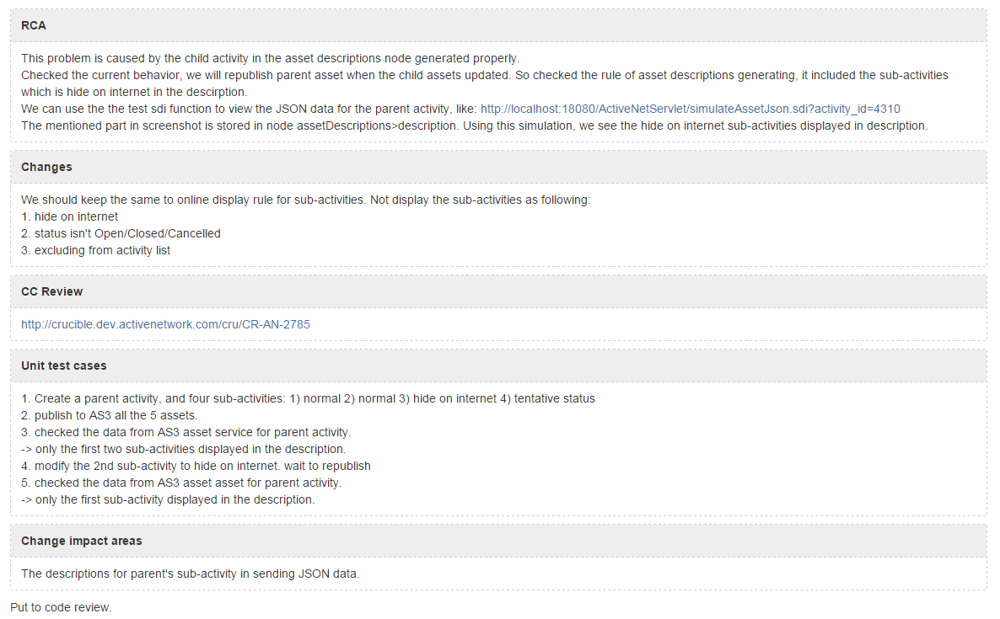 RCA
This problem is caused by the child activity in the asset descriptions node generated properly.
Checked the current behavior, we will republish parent asset when the child assets updated. So checked the rule of asset descriptions generating, it included the sub-activities
which is hide on internet in the descirption.
We can use the the test sdi function to view the JSON data for the parent activity, like: http://localhost:18080/ActiveNetServlet/simulateAssetJson.sdi?activity_id=4310
The mentioned part in screenshot is stored in node assetDescriptions>description. Using this simulation, we see the hide on internet sub-activities displayed in description.
Changes
We should keep the same to online display rule for sub-activities. Not display the sub-activities as following:
1. hide on internet
2. status isn't Open/Closed/Cancelled
3. excluding from activity list
CC Review
http://crucible.dev.activenetwork.com/cru/CR-AN-2785
Unit test cases
1. Create a parent activity, and four sub-activities: 1) normal 2) normal 3) hide on internet 4) tentative status
2. publish to AS3 all the 5 assets.
3. checked the data from AS3 asset service for parent activity.
-> only the first two sub-activities displayed in the description.
4. modify the 2nd sub-activity to hide on internet. wait to republish
5. checked the data from AS3 asset asset for parent activity.
-> only the first sub-activity displayed in the description.
Change impact areas
The descriptions for parent's sub-activity in sending JSON data.
Put to code review.